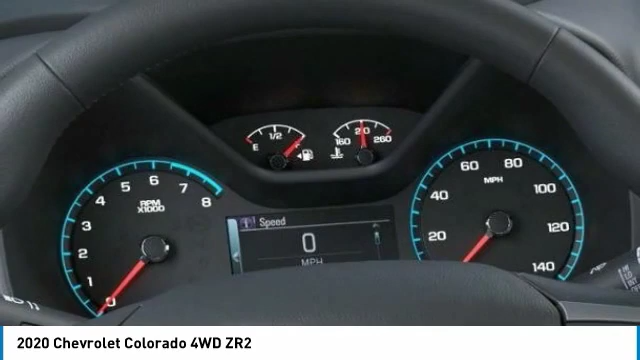 1/2
E
160 210 260
4 5 6 7 8
3
2
1
0
RPM
X1000
Speed
0
MPH
20 40 60 80 100 120 140
MPH
2020 Chevrolet Colorado 4WD ZR2